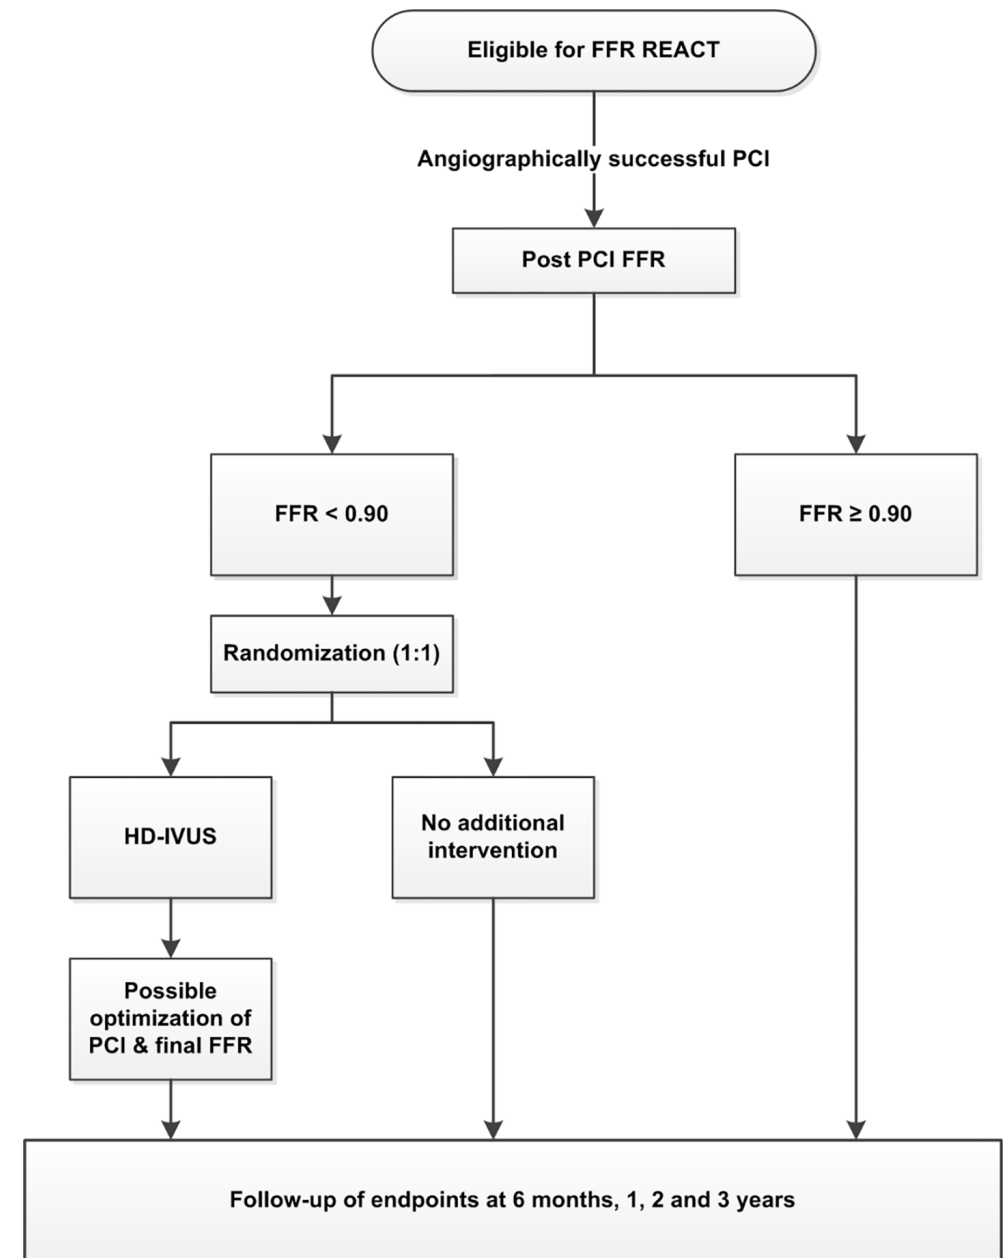 Eligible for FFR REACT
Angiographically successful PCI
Post PCI FFR
FFR < 0.90
FFR ≥ 0.90
Randomization (1:1)
HD-IVUS
No additional
intervention
Possible
optimization of
PCI & final FFR
Follow-up of endpoints at 6 months, 1, 2 and 3 years